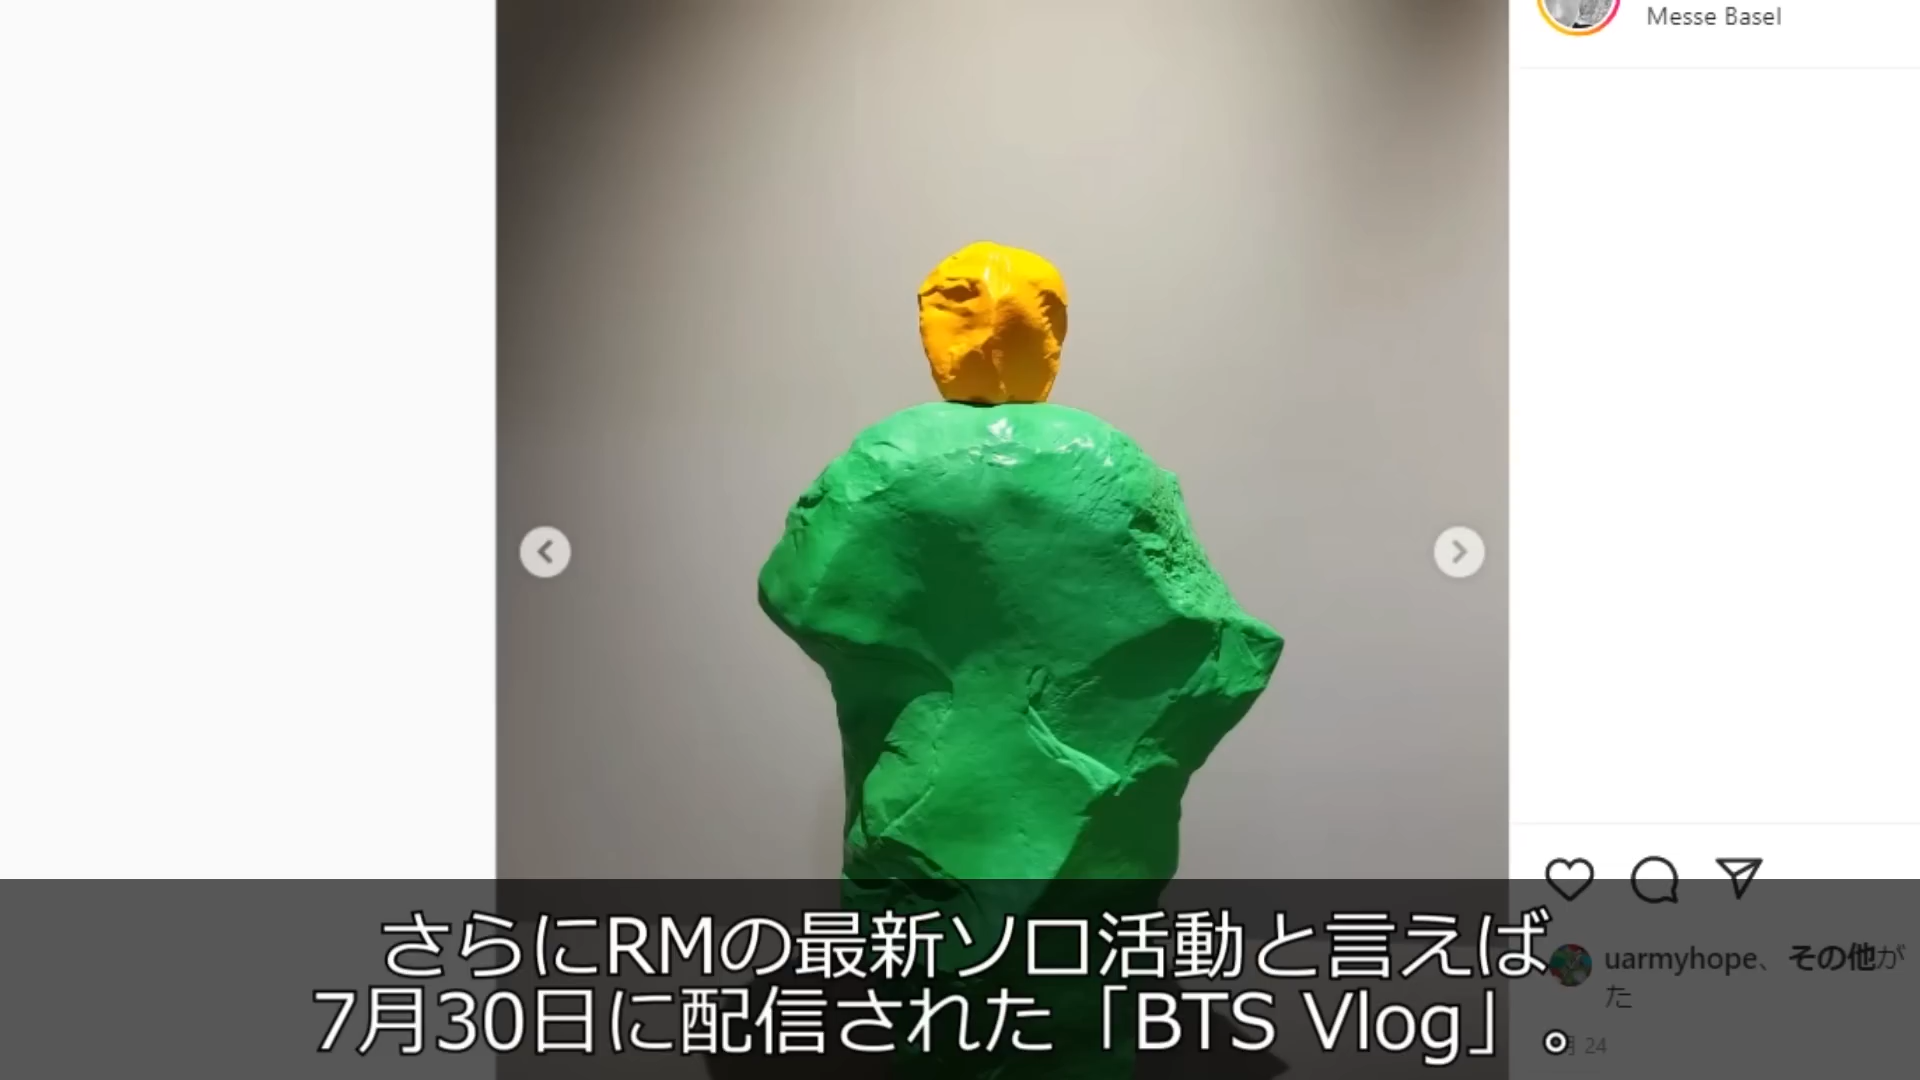 Messe Basel
さらにRMの最新ソロ活動と言えば
7月30日に配信された「BTS Vlog」。
uarmyhope、その他が
た
月 24